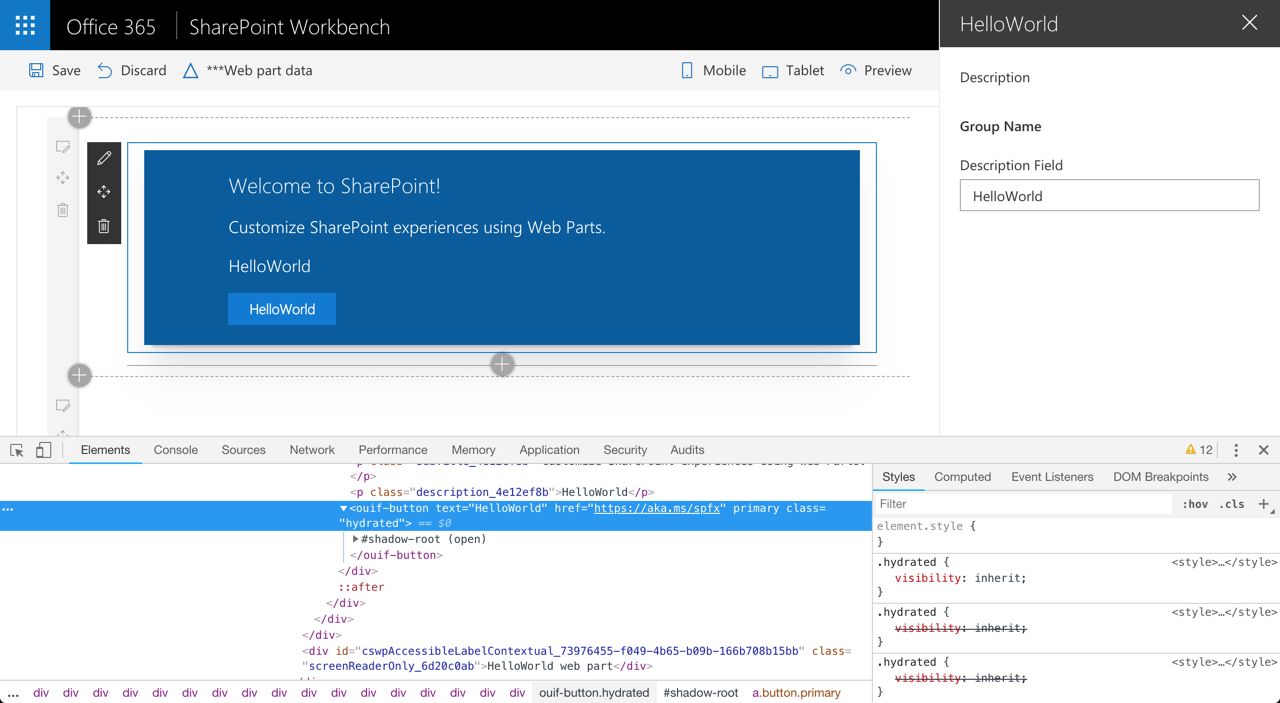 Office 365
SharePoint Workbench
HelloWorld
Save
Discard
***Web part data
Mobile
Tablet
Preview
Description
Group Name
Description Field
HelloWorld
Welcome to SharePoint!
Customize SharePoint experiences using Web Parts.
HelloWorld
HelloWorld
Elements
Console
Sources
Network
Performance
Memory
Application
Security
Audits
12
</p>
<p class="description_4e12ef8b">HelloWorld</p>
... ▼<ouif-button text="HelloWorld" href="https://aka.ms/spfx" primary class=
"hydrated"> == $0
▶#shadow-root (open)
</ouif-button>
</div>
::after
</div>
</div>
</div>
<div id="cswpAccessibleLabelContextual_73976455-f049-4b65-b09b-166b708b15bb" class=
"screenReaderOnly_6d20c0ab">HelloWorld web part</div>
... div div div div div div div div div div div div div div div div div ouif-button.hydrated #shadow-root a.button.primary
Styles
Computed
Event Listeners
DOM Breakpoints
»
Filter
:hov .cls +
element.style {
}
.hydrated { <style>…</style>
visibility: inherit;
}
.hydrated { <style>…</style>
visibility: inherit;
}
.hydrated { <style>…</style>
visibility: inherit;
}